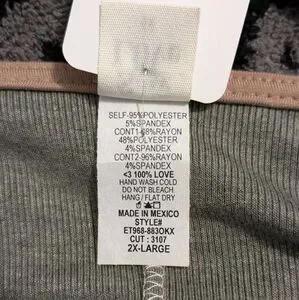 SELF-95%POLYESTER
5%SPANDEX
CONT1-68%RAYON
48%POLYESTER
4%SPANDEX
CONT2-96%RAYON
4%SPANDEX
<3 100% LOVE
HAND WASH COLD
DO NOT BLEACH
HANG/FLAT DRY
MADE IN MEXICO
STYLE#
ET968-883OKX
CUT : 3107
2X-LARGE